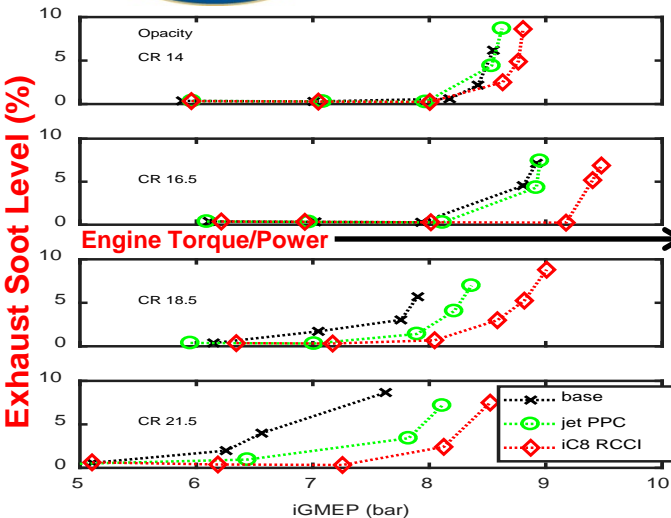 Exhaust Soot Level (%)
10
5
0
Opacity
CR 14
10
5
0
CR 16.5
Engine Torque/Power
10
5
0
CR 18.5
10
5
0
CR 21.5
base
jet PPC
iC8 RCCI
5 6 7 8 9 10
iGMEP (bar)